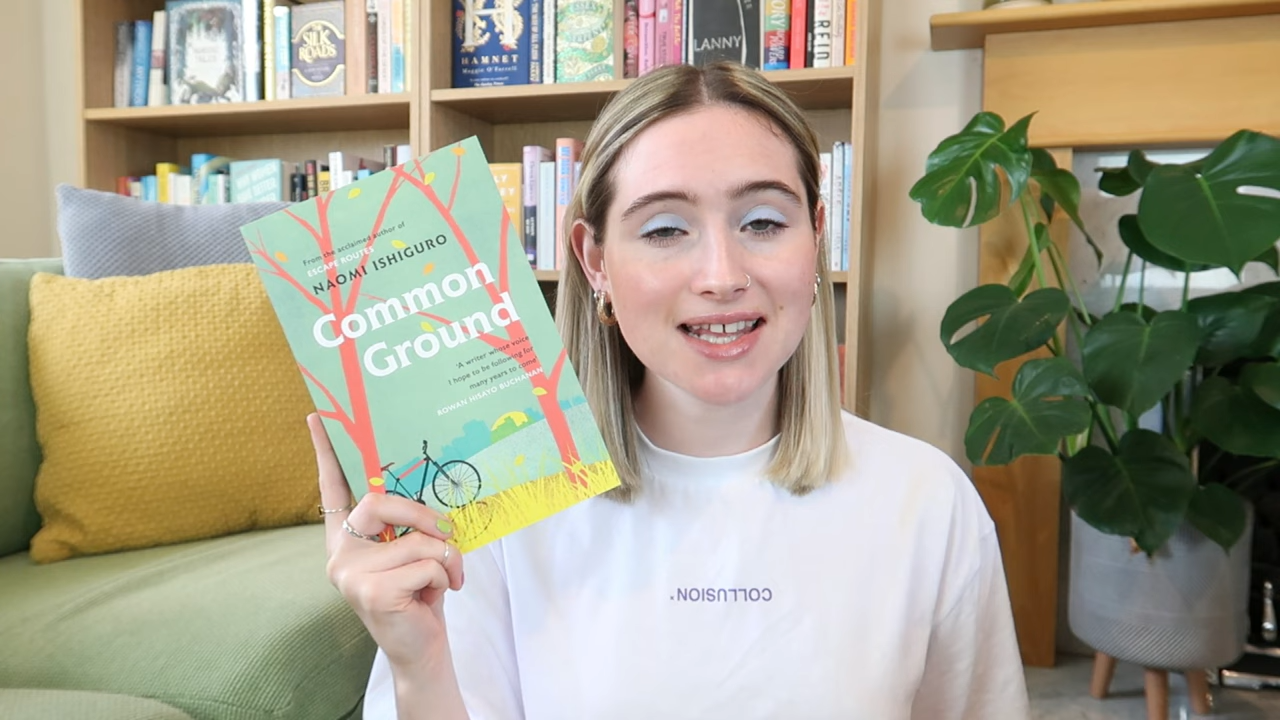 SILK
ROADS
HAMNET
Maggie O'Farrell
LANNY
From the acclaimed author of
ESCAPE ROUTES
NAOMI ISHIGURO
Common
Ground
'A writer whose voice
I hope to be following for
many years to come'
ROWAN HISAYO BUCHANAN
COLLUSION